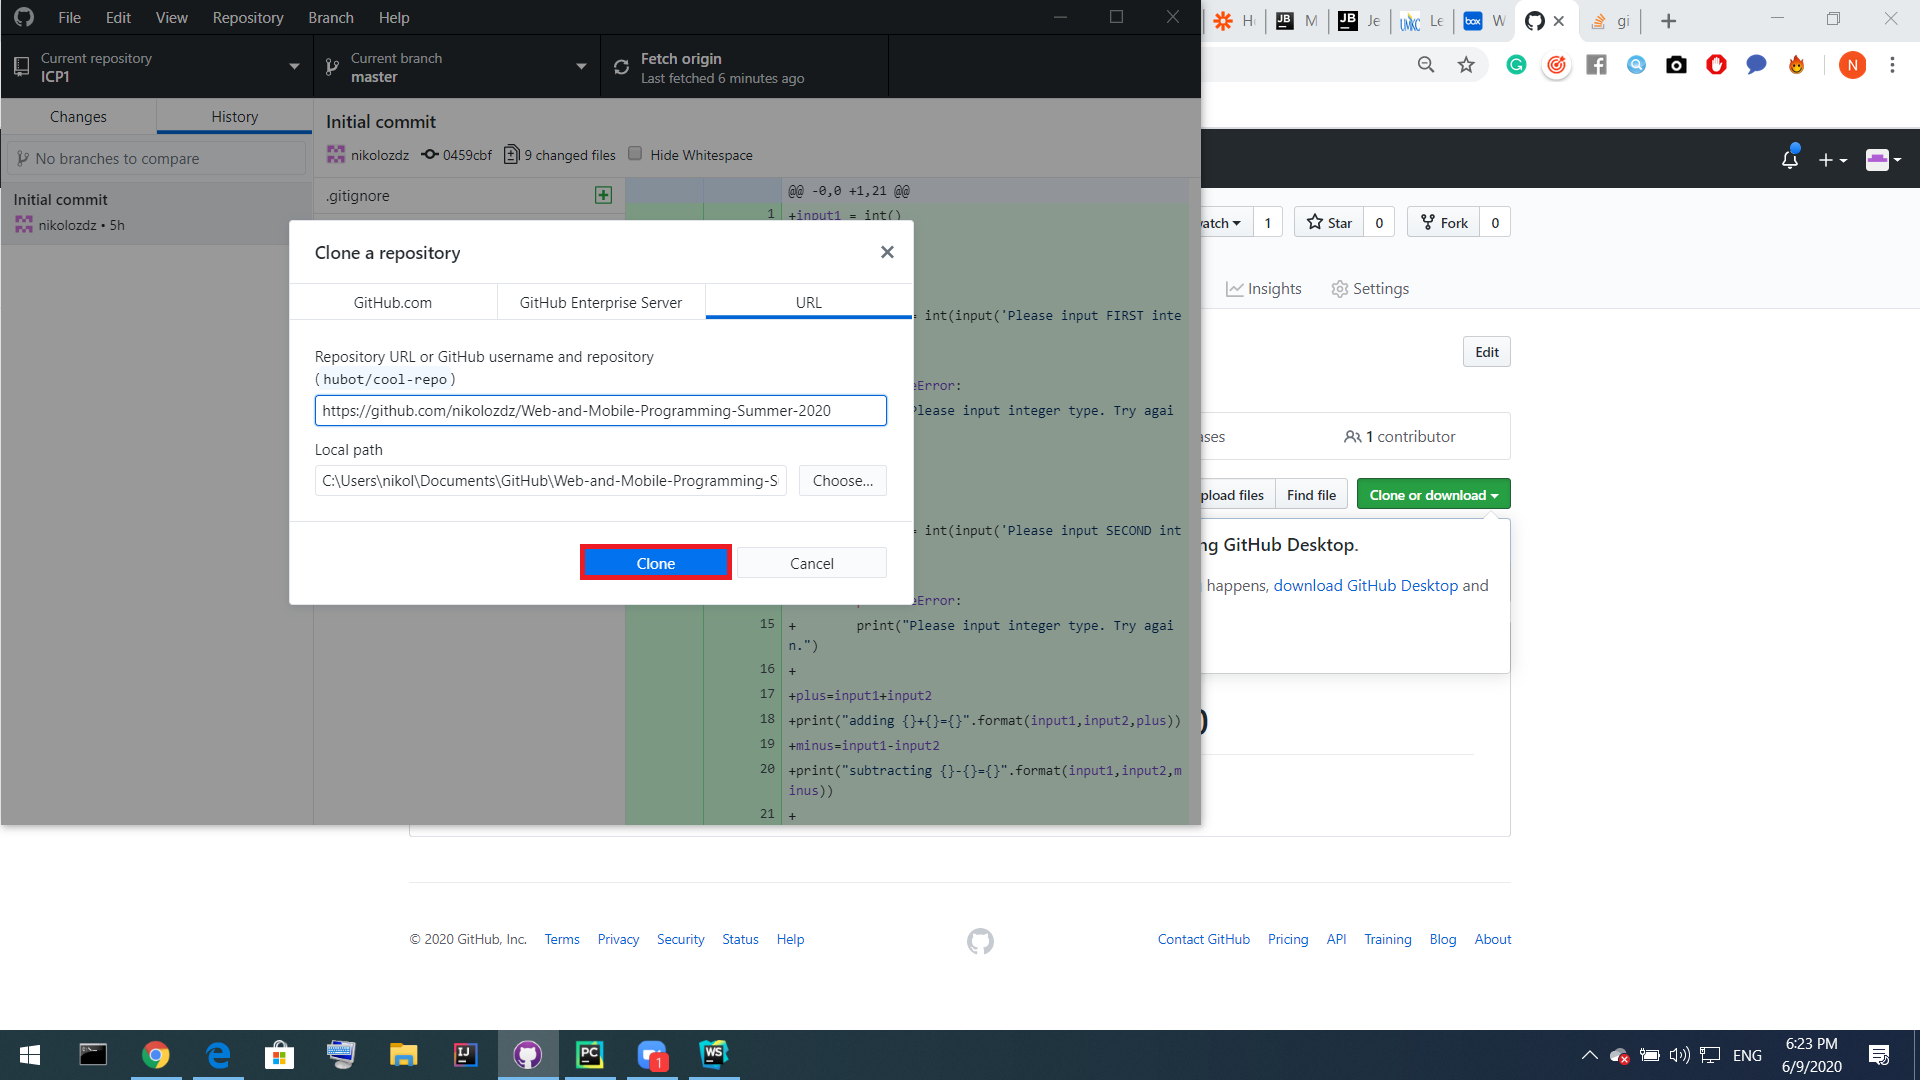 File Edit View Repository Branch Help
Current repository
ICP1
Current branch
master
Fetch origin
Last fetched 6 minutes ago
Changes History
No branches to compare
Initial commit
nikolozdz • 5h
Initial commit
nikolozdz 0459cbf 9 changed files Hide Whitespace
.gitignore
@@ -0,0 +1,21 @@
1 +input1 = int()
= int(input('Please input FIRST inte
eError:
Please input integer type. Try agai
= int(input('Please input SECOND int
eError:
15 + print("Please input integer type. Try agai
n.")
16 +
17 +plus=input1+input2
18 +print("adding {}+{}={}".format(input1,input2,plus))
19 +minus=input1-input2
20 +print("subtracting {}-{}={}".format(input1,input2,m
inus))
21 +
Clone a repository
GitHub.com GitHub Enterprise Server URL
Repository URL or GitHub username and repository
(hubot/cool-repo)
https://github.com/nikolozdz/Web-and-Mobile-Programming-Summer-2020
Local path
C:\Users\nikol\Documents\GitHub\Web-and-Mobile-Programming-S
Choose...
Clone Cancel
H M Je Le W gi
N
atch 1 Star 0 Fork 0
Insights Settings
Edit
ases 1 contributor
pload files Find file Clone or download
ng GitHub Desktop.
happens, download GitHub Desktop and
)
© 2020 GitHub, Inc. Terms Privacy Security Status Help
Contact GitHub Pricing API Training Blog About
1
ENG
6:23 PM
6/9/2020